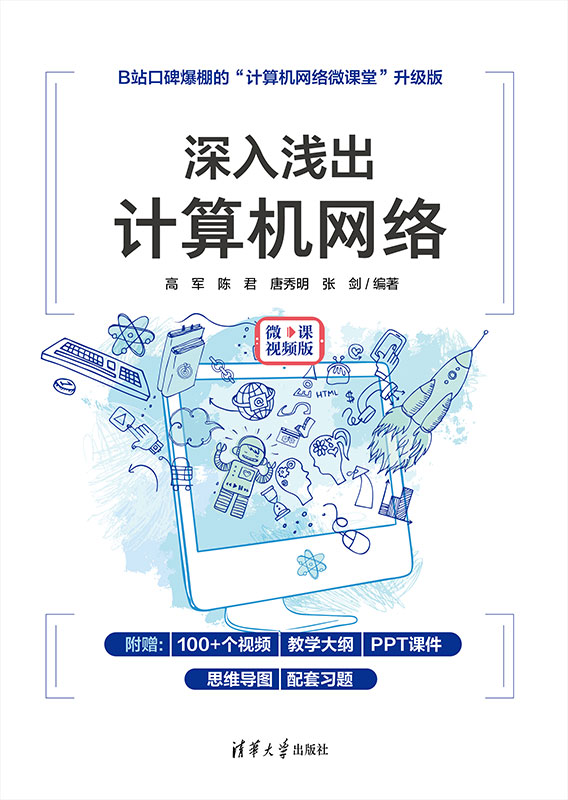 B站口碑爆棚的“计算机网络微课堂”升级版
深入浅出
计算机网络
高 军 陈 君 唐秀明 张 剑 / 编著
微课
视频版
HTML
附赠: 100+个视频 教学大纲 PPT课件
思维导图 配套习题
清华大学出版社